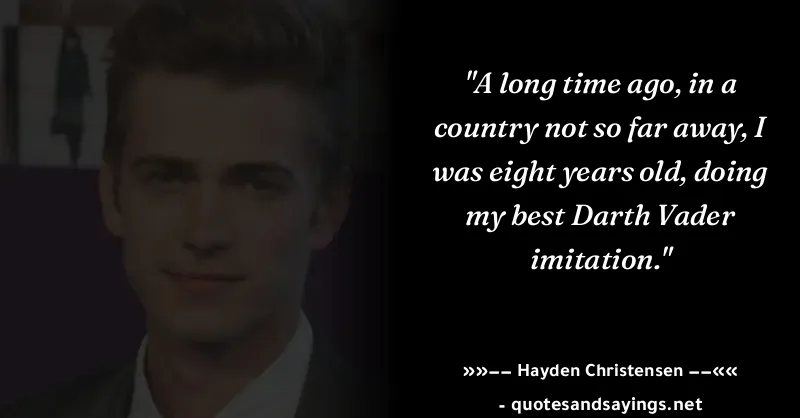 "A long time ago, in a
country not so far away, I
was eight years old, doing
my best Darth Vader
imitation."
»»–– Hayden Christensen ––««
- quotesandsayings.net